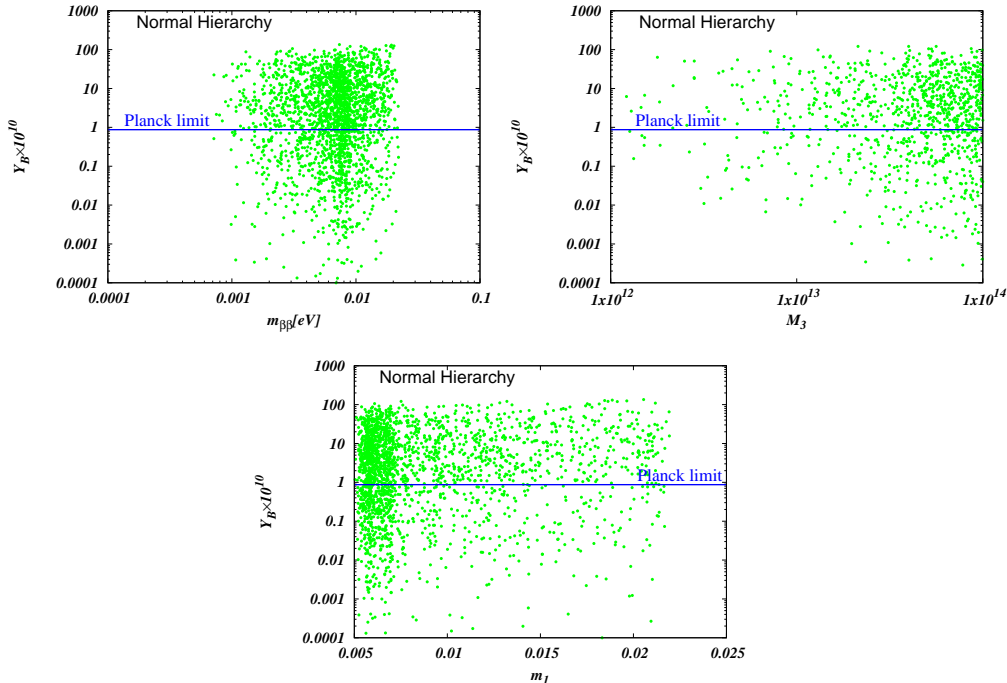 Normal Hierarchy
1000
100
10
1
0.1
0.01
0.001
0.0001
Planck limit
Y_B×10^10
0.0001
0.001
0.01
0.1
m_ββ[eV]
Normal Hierarchy
1000
100
10
1
0.1
0.01
0.001
0.0001
Planck limit
Y_B×10^10
1x10^12
1x10^13
1x10^14
M_3
Normal Hierarchy
1000
100
10
1
0.1
0.01
0.001
0.0001
Planck limit
Y_B×10^10
0.005
0.01
0.015
0.02
0.025
m_1